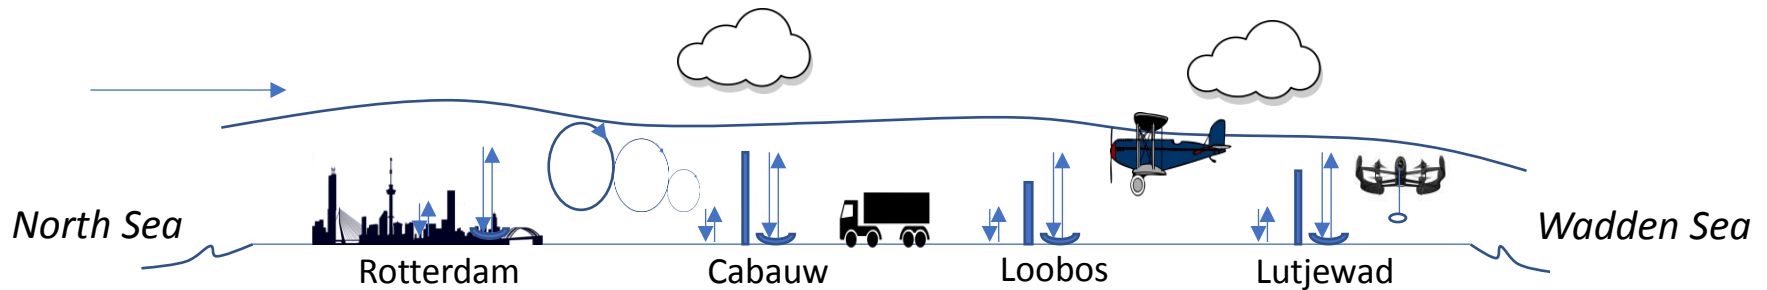 North Sea
Wadden Sea
Rotterdam
Cabauw
Loobos
Lutjewad